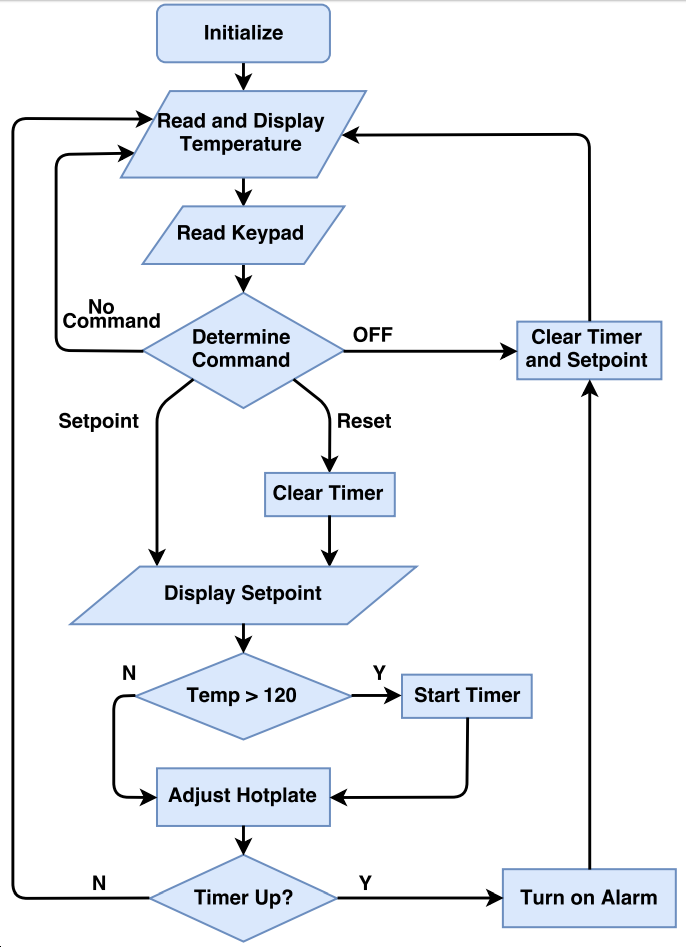 Initialize
Read and Display
Temperature
Read Keypad
No
Command
Determine
Command
OFF
Clear Timer
and Setpoint
Setpoint
Reset
Clear Timer
Display Setpoint
N
Temp > 120
Y
Start Timer
Adjust Hotplate
N
Timer Up?
Y
Turn on Alarm